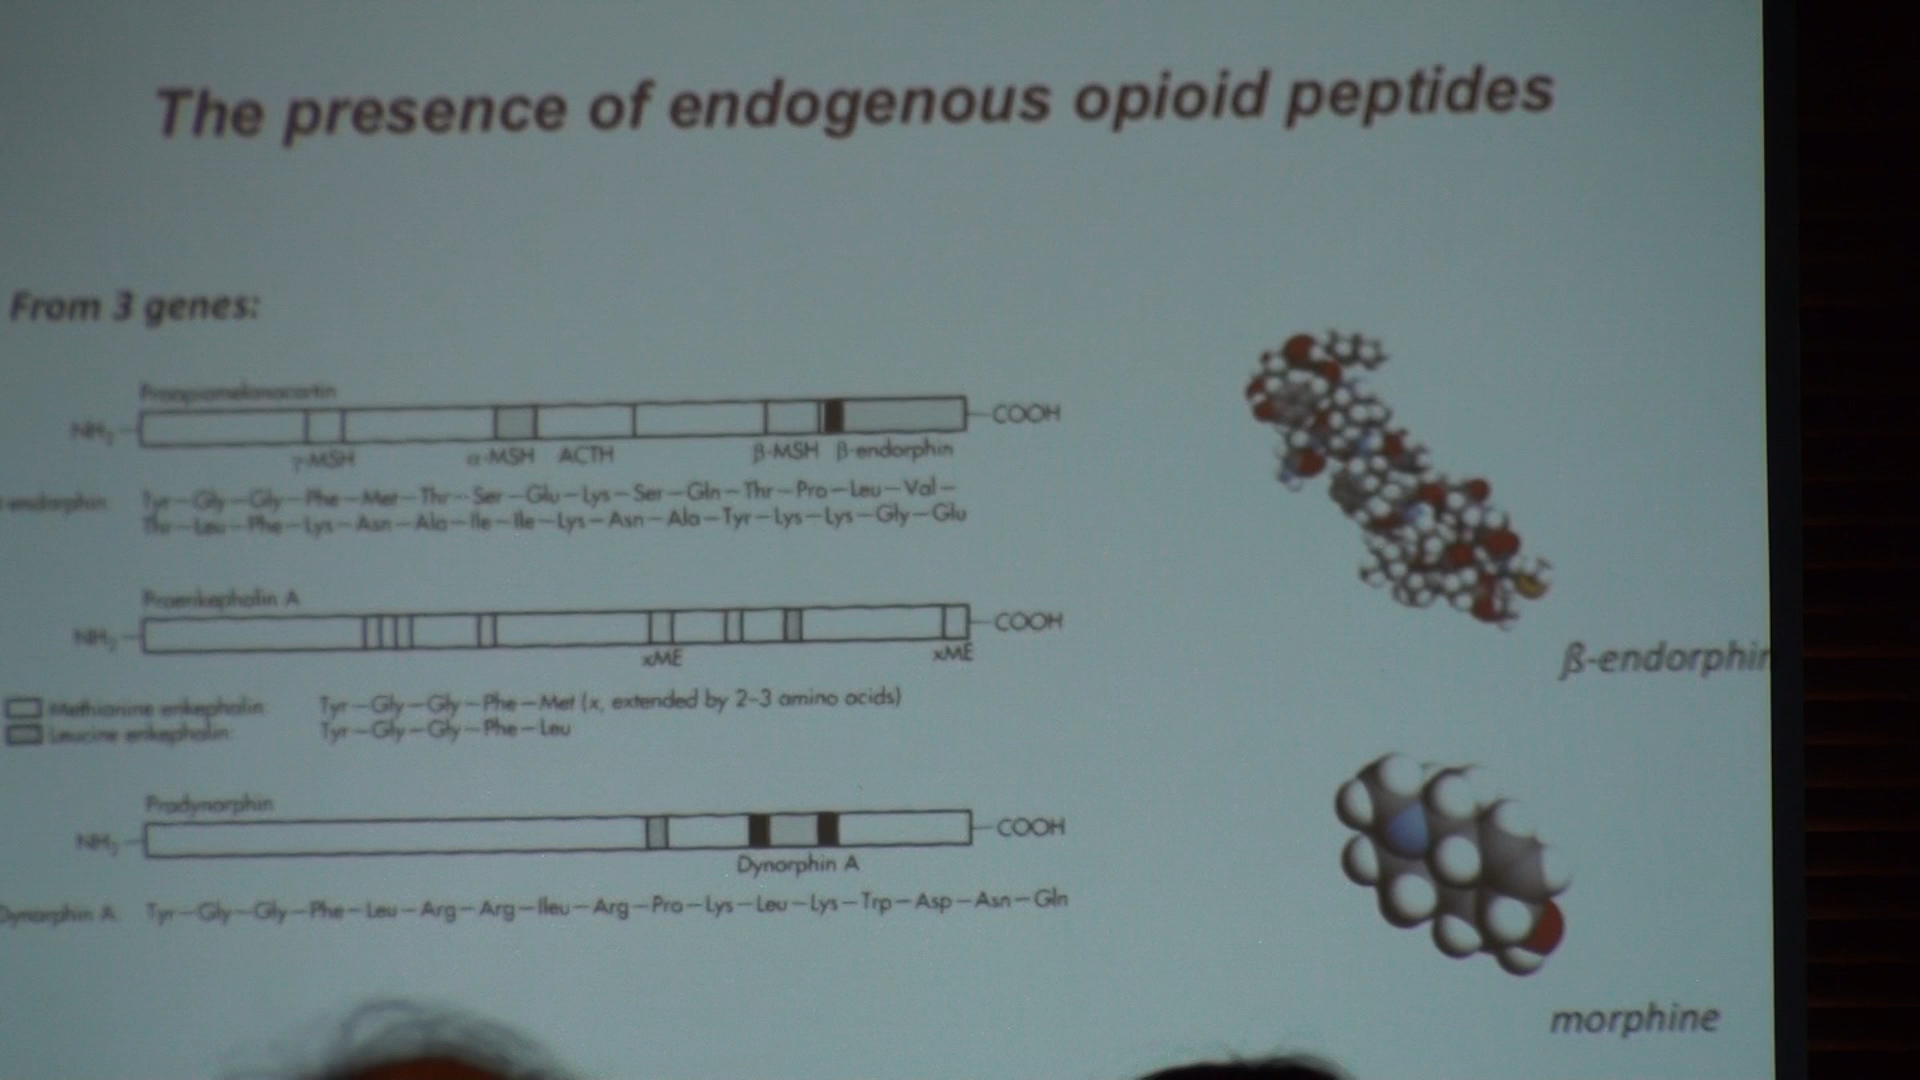 The presence of endogenous opioid peptides
From 3 genes:
Proopiomelanocortin
NH2
COOH
γ-MSH α-MSH ACTH β-MSH β-endorphin
-endorphin Tyr-Gly-Gly-Phe-Met-Thr-Ser-Glu-Lys-Ser-Gln-Thr-Pro-Leu-Val-
Thr-Leu-Phe-Lys-Asn-Ala-Ile-Ile-Lys-Asn-Ala-Tyr-Lys-Lys-Gly-Glu
Proenkephalin A
NH2
COOH
xME xME
Methionine enkephalin Tyr-Gly-Gly-Phe-Met (x, extended by 2-3 amino acids)
Leucine enkephalin: Tyr-Gly-Gly-Phe-Leu
Prodynorphin
NH2
COOH
Dynorphin A
Dynorphin A Tyr-Gly-Gly-Phe-Leu-Arg-Arg-Ileu-Arg-Pro-Lys-Leu-Lys-Trp-Asp-Asn-Gln
ß-endorphin
morphine